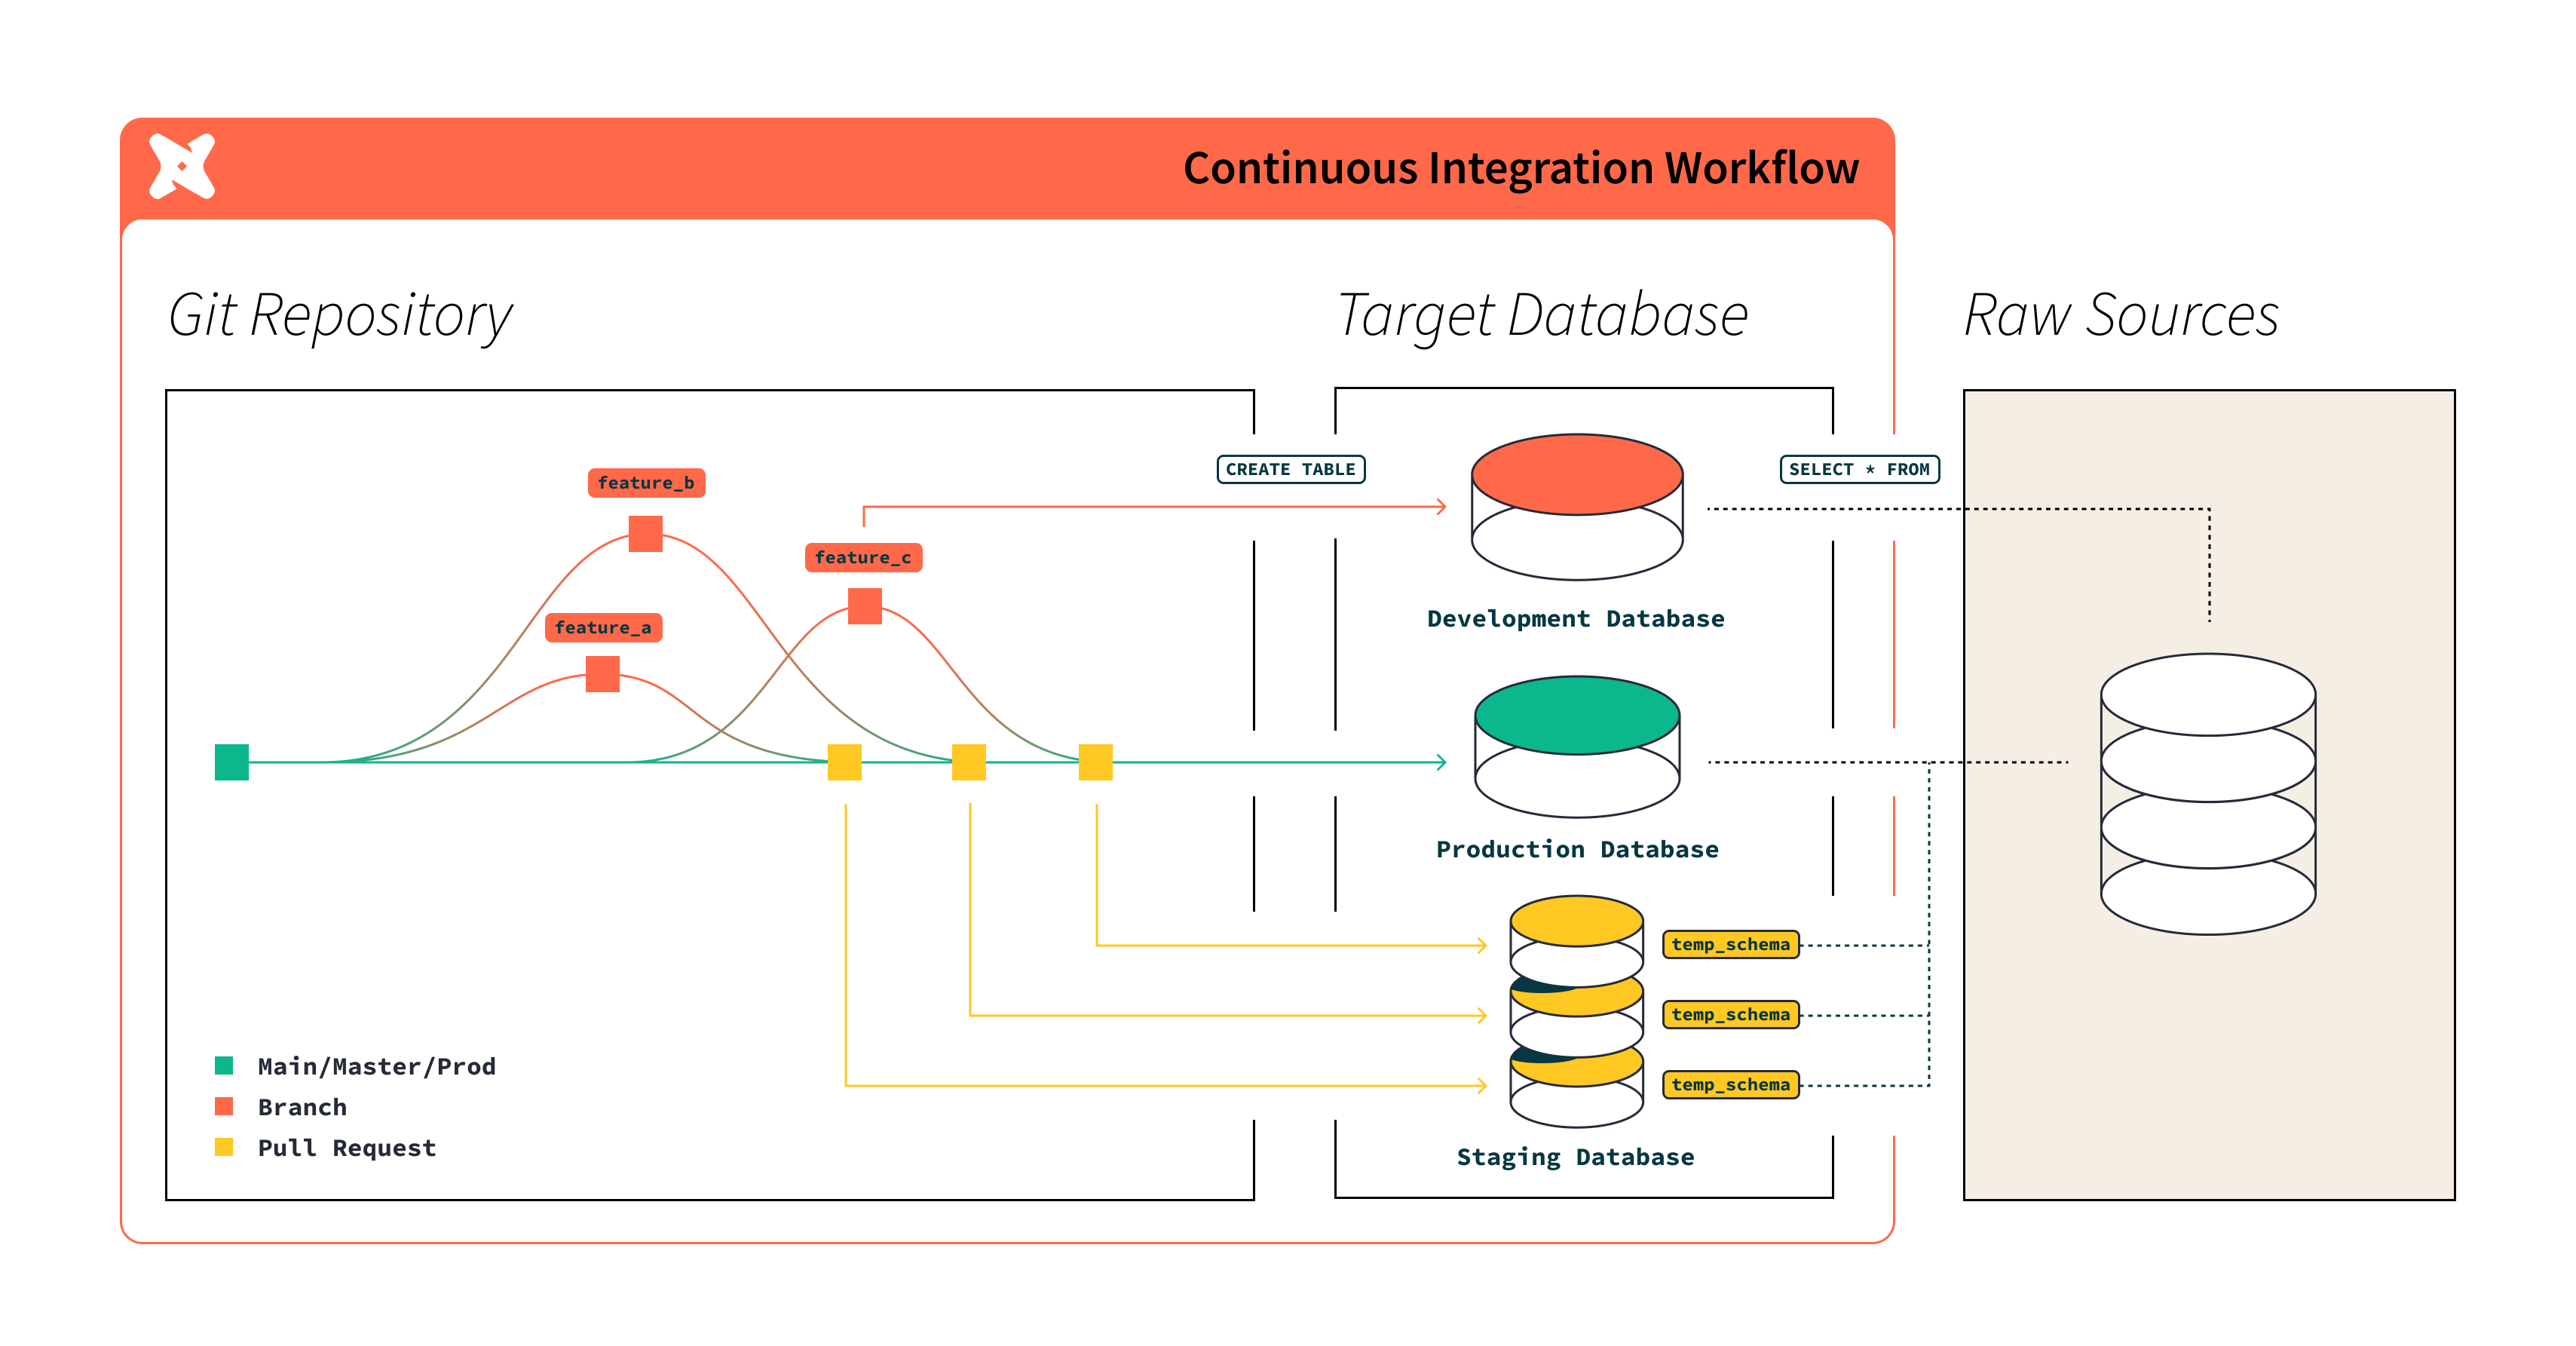 Continuous Integration Workflow
Git Repository
Target Database
Raw Sources
CREATE TABLE
SELECT * FROM
feature_b
feature_c
feature_a
Development Database
Production Database
temp_schema
temp_schema
temp_schema
Staging Database
Main/Master/Prod
Branch
Pull Request